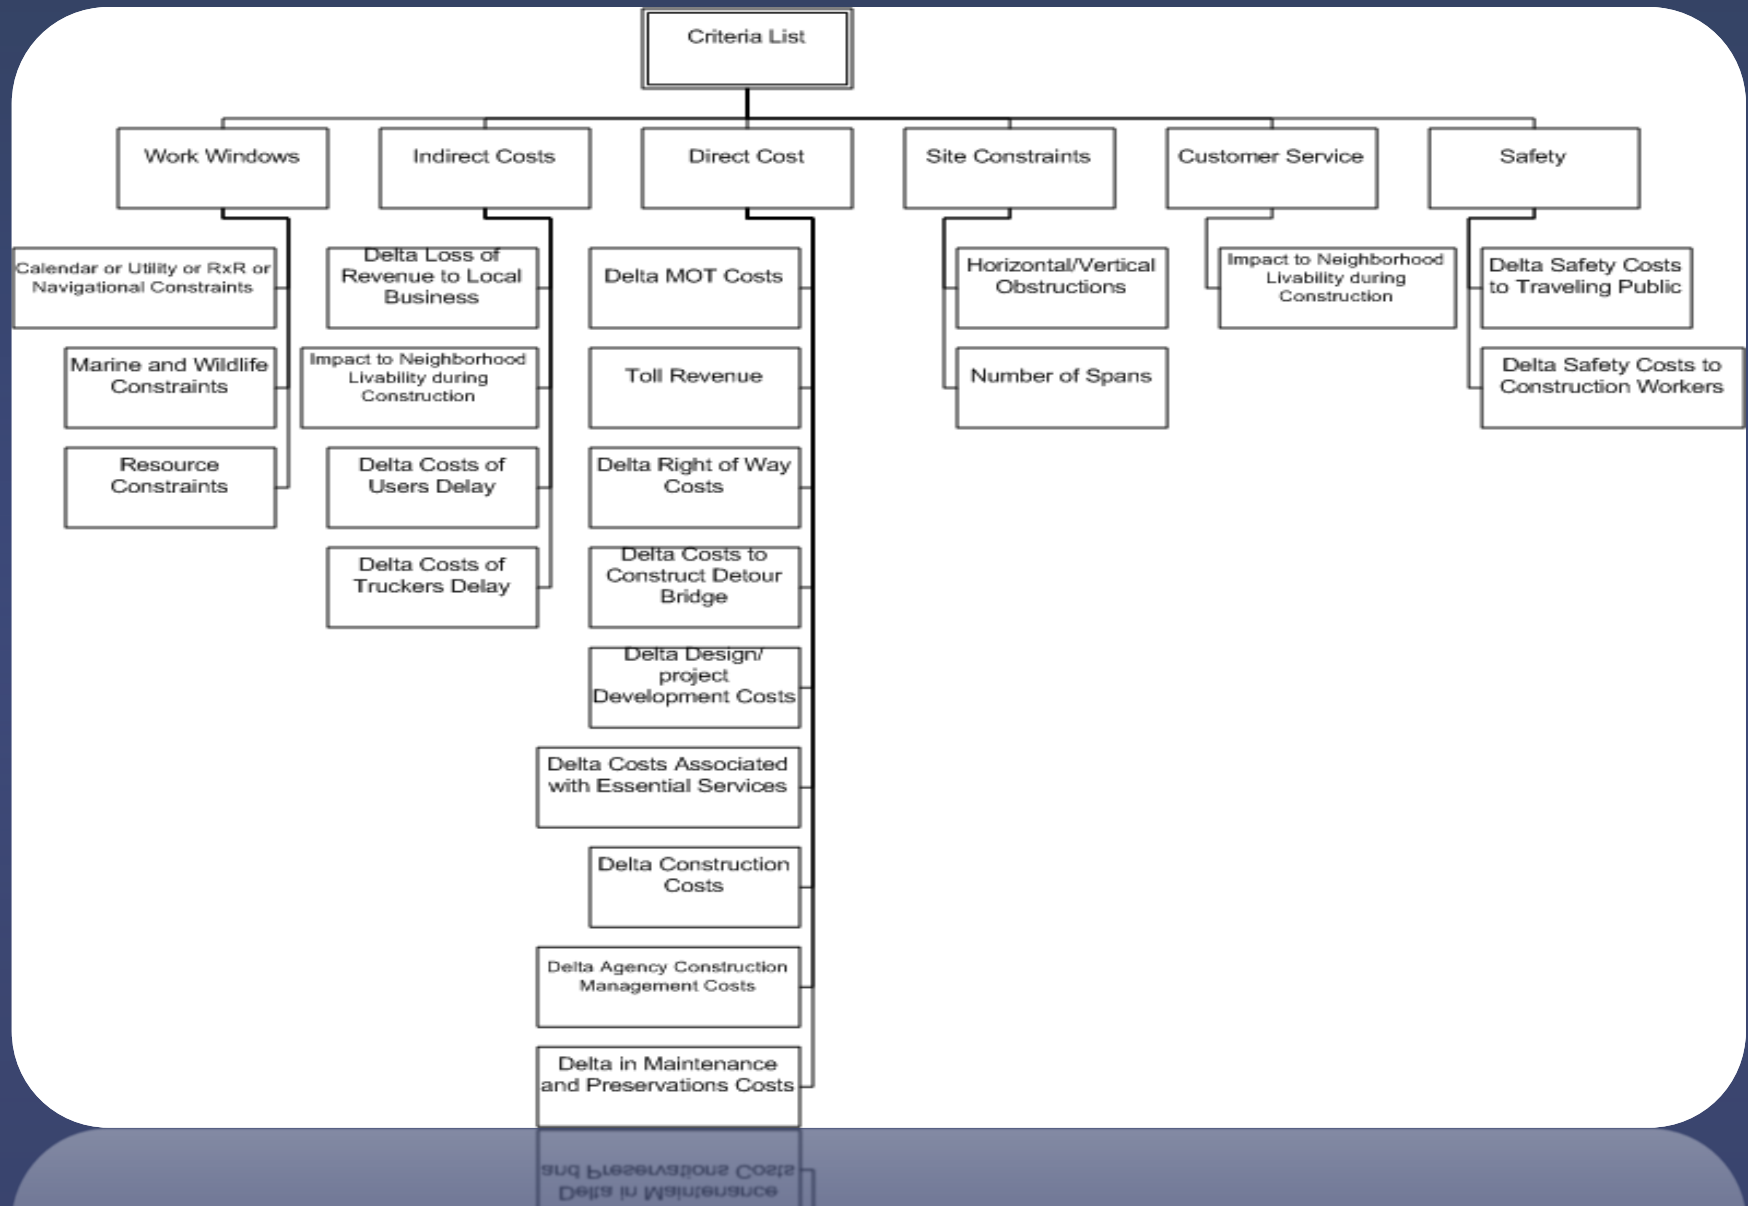 Criteria List
Work Windows
Indirect Costs
Direct Cost
Site Constraints
Customer Service
Safety
Calendar or Utility or RxR or
Navigational Constraints
Marine and Wildlife
Constraints
Resource
Constraints
Delta Loss of
Revenue to Local
Business
Impact to Neighborhood
Livability during
Construction
Delta Costs of
Users Delay
Delta Costs of
Truckers Delay
Delta MOT Costs
Toll Revenue
Delta Right of Way
Costs
Delta Costs to
Construct Detour
Bridge
Delta Design/
project
Development Costs
Delta Costs Associated
with Essential Services
Delta Construction
Costs
Delta Agency Construction
Management Costs
Delta in Maintenance
and Preservations Costs
Horizontal/Vertical
Obstructions
Number of Spans
Impact to Neighborhood
Livability during
Construction
Delta Safety Costs
to Traveling Public
Delta Safety Costs to
Construction Workers